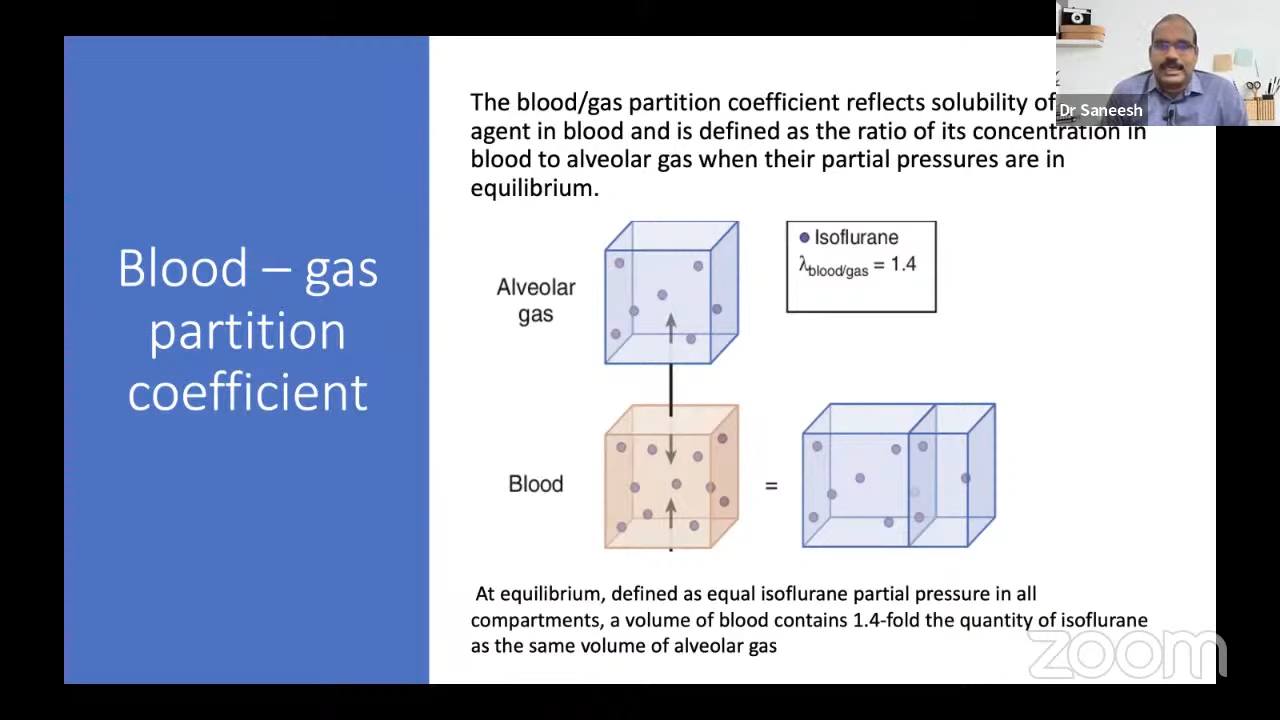 Blood – gas
partition
coefficient
The blood/gas partition coefficient reflects solubility of
agent in blood and is defined as the ratio of its concentration in
blood to alveolar gas when their partial pressures are in
equilibrium.
Alveolar
gas
Isoflurane
λblood/gas = 1.4
Blood
=
At equilibrium, defined as equal isoflurane partial pressure in all
compartments, a volume of blood contains 1.4-fold the quantity of isoflurane
as the same volume of alveolar gas
Dr Saneesh
zoom